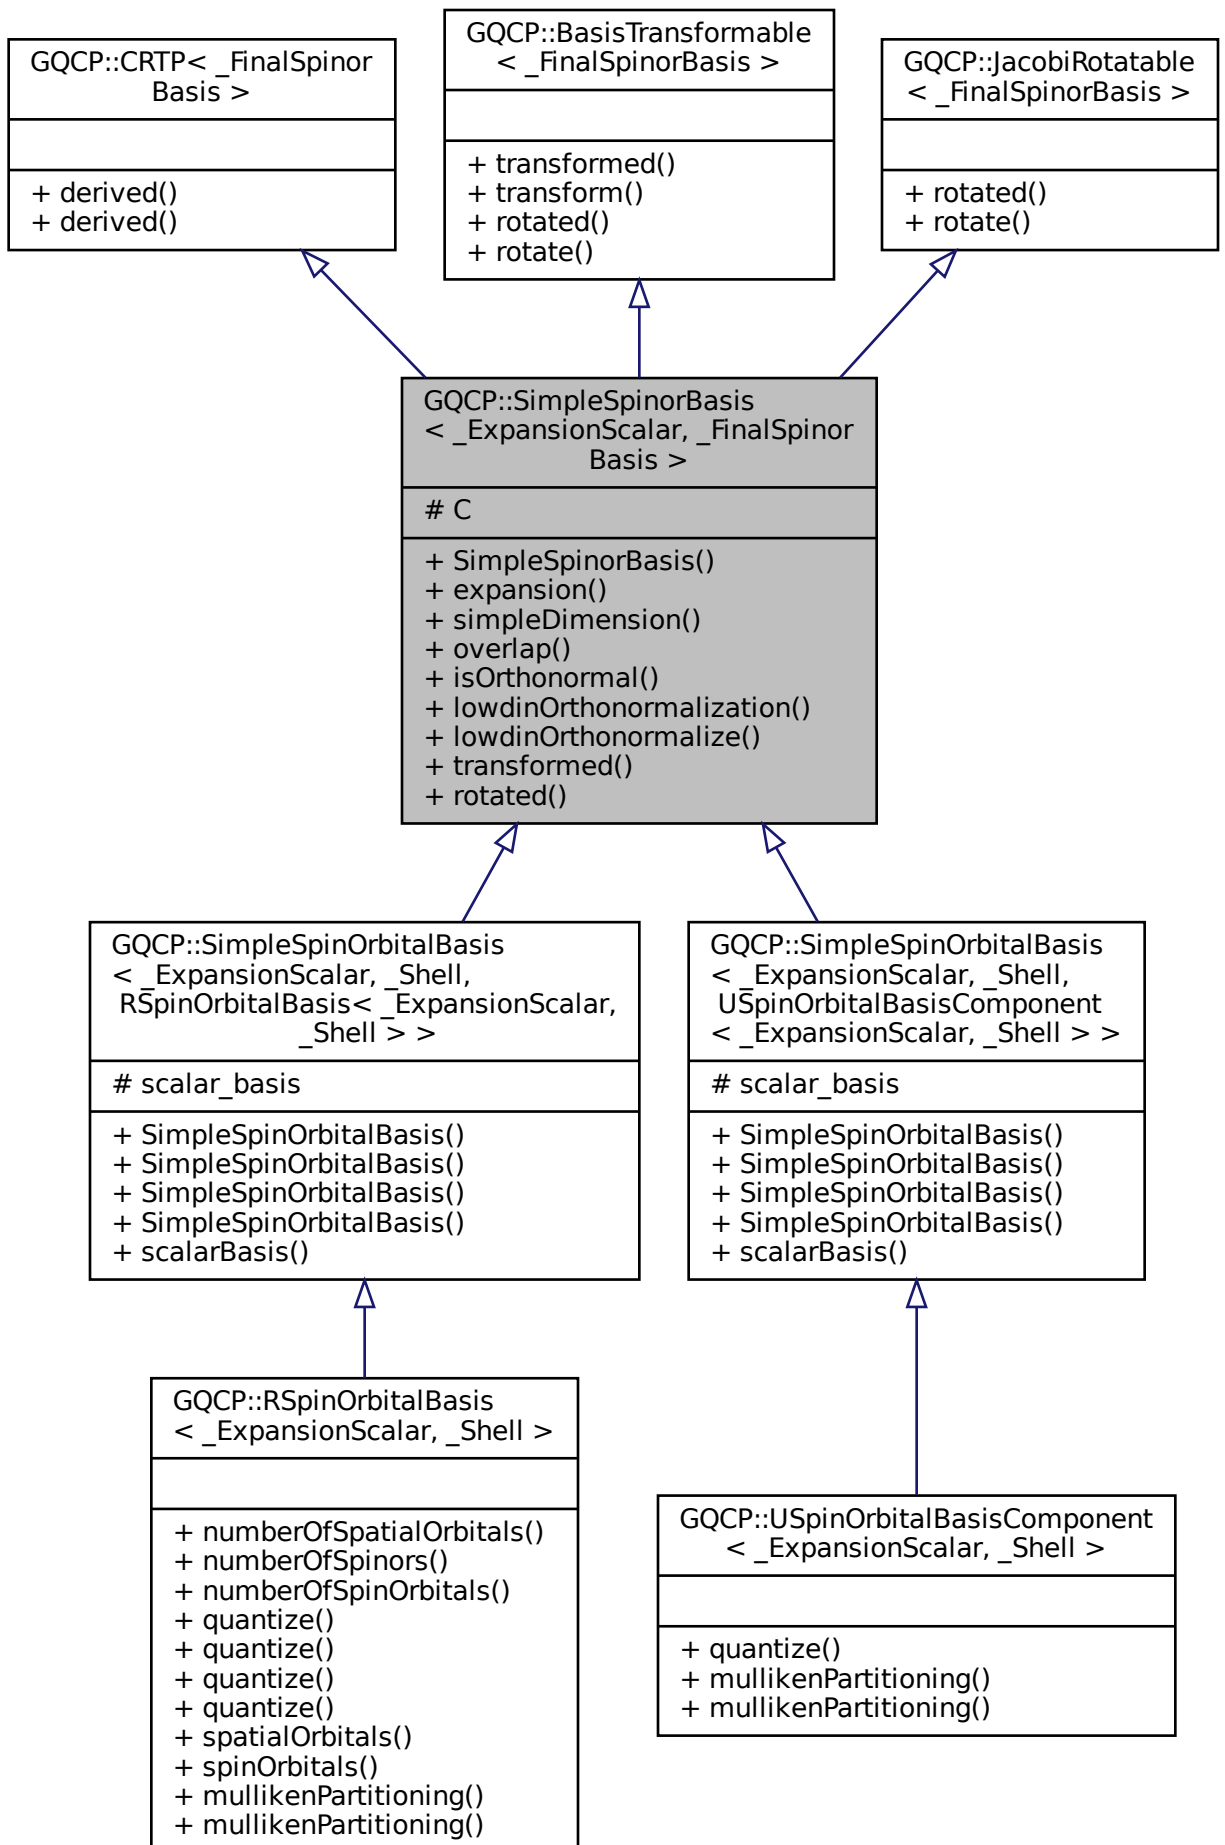 GQCP::CRTP< _FinalSpinor
Basis >
+ derived()
+ derived()
GQCP::BasisTransformable
< _FinalSpinorBasis >
+ transformed()
+ transform()
+ rotated()
+ rotate()
GQCP::JacobiRotatable
< _FinalSpinorBasis >
+ rotated()
+ rotate()
GQCP::SimpleSpinorBasis
< _ExpansionScalar, _FinalSpinor
Basis >
# C
+ SimpleSpinorBasis()
+ expansion()
+ simpleDimension()
+ overlap()
+ isOrthonormal()
+ lowdinOrthonormalization()
+ lowdinOrthonormalize()
+ transformed()
+ rotated()
GQCP::SimpleSpinOrbitalBasis
< _ExpansionScalar, _Shell,
RSpinOrbitalBasis< _ExpansionScalar,
_Shell > >
# scalar_basis
+ SimpleSpinOrbitalBasis()
+ SimpleSpinOrbitalBasis()
+ SimpleSpinOrbitalBasis()
+ SimpleSpinOrbitalBasis()
+ scalarBasis()
GQCP::SimpleSpinOrbitalBasis
< _ExpansionScalar, _Shell,
USpinOrbitalBasisComponent
< _ExpansionScalar, _Shell > >
# scalar_basis
+ SimpleSpinOrbitalBasis()
+ SimpleSpinOrbitalBasis()
+ SimpleSpinOrbitalBasis()
+ SimpleSpinOrbitalBasis()
+ scalarBasis()
GQCP::RSpinOrbitalBasis
< _ExpansionScalar, _Shell >
+ numberOfSpatialOrbitals()
+ numberOfSpinors()
+ numberOfSpinOrbitals()
+ quantize()
+ quantize()
+ quantize()
+ quantize()
+ spatialOrbitals()
+ spinOrbitals()
+ mullikenPartitioning()
+ mullikenPartitioning()
GQCP::USpinOrbitalBasisComponent
< _ExpansionScalar, _Shell >
+ quantize()
+ mullikenPartitioning()
+ mullikenPartitioning()